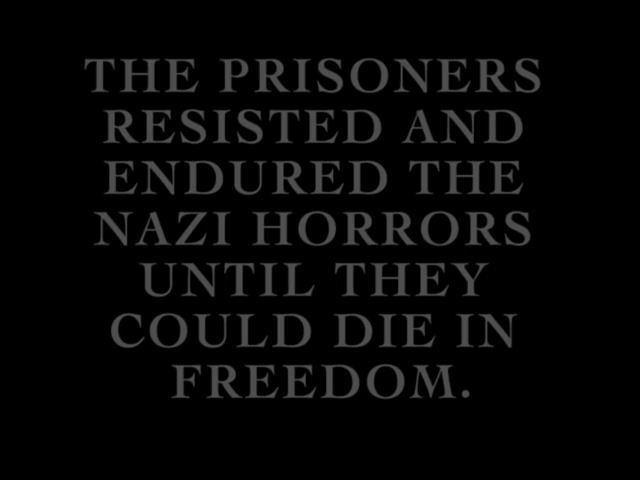 THE PRISONERS
RESISTED AND
ENDURED THE
NAZI HORRORS
UNTIL THEY
COULD DIE IN
FREEDOM.